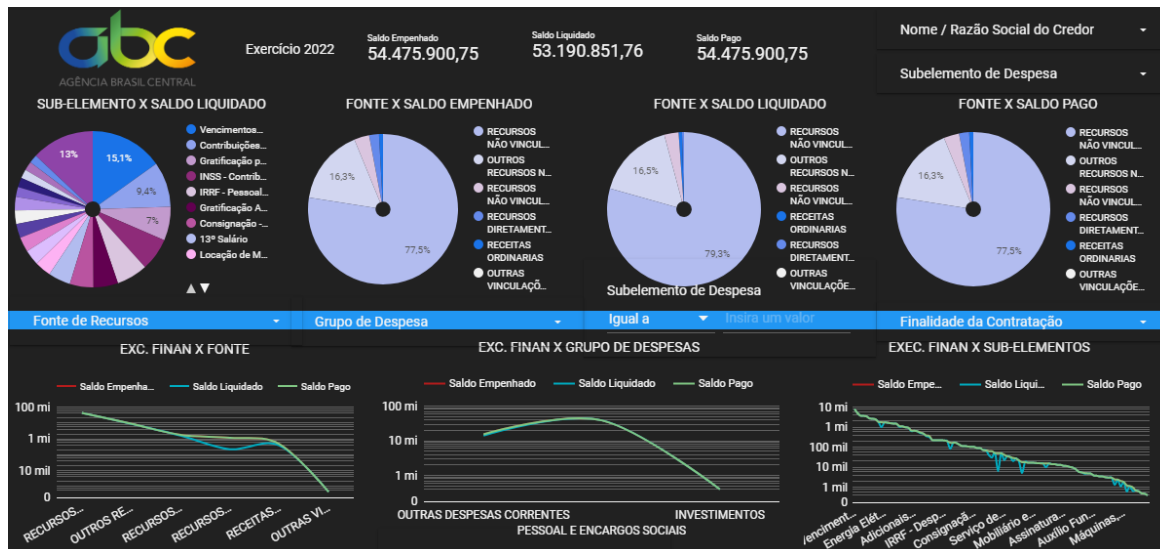 abc
AGÊNCIA BRASIL CENTRAL
Exercício 2022
Saldo Empenhado
54.475.900,75
Saldo Liquidado
53.190.851,76
Saldo Pago
54.475.900,75
Nome / Razão Social do Credor
Subelemento de Despesa
SUB-ELEMENTO X SALDO LIQUIDADO
15,1%
9,4%
7%
13%
Vencimentos...
Contribuições...
Gratificação p...
INSS - Contrib...
IRRF - Pessoal...
Gratificação A...
Consignação -...
13º Salário
Locação de M...
FONTE X SALDO EMPENHADO
16,3%
77,5%
RECURSOS
NÃO VINCUL...
OUTROS
RECURSOS N...
RECURSOS
NÃO VINCUL...
RECURSOS
DIRETAMENT...
RECEITAS
ORDINARIAS
OUTRAS
VINCULAÇÕ...
FONTE X SALDO LIQUIDADO
16,5%
79,3%
RECURSOS
NÃO VINCUL...
OUTROS
RECURSOS N...
RECURSOS
NÃO VINCUL...
RECEITAS
ORDINARIAS
RECURSOS
DIRETAMENT...
OUTRAS
VINCULAÇÕE...
FONTE X SALDO PAGO
16,3%
77,5%
RECURSOS
NÃO VINCUL...
OUTROS
RECURSOS N...
RECURSOS
NÃO VINCUL...
RECURSOS
DIRETAMENT...
RECEITAS
ORDINARIAS
OUTRAS
VINCULAÇÕE...
Fonte de Recursos
Grupo de Despesa
Subelemento de Despesa
Igual a
Insira um valor
Finalidade da Contratação
EXC. FINAN X FONTE
Saldo Empenha...
Saldo Liquidado
Saldo Pago
100 mi
1 mi
10 mil
0
RECURSOS...
OUTROS RE...
RECURSOS...
RECURSOS...
RECEITAS...
OUTRAS VI...
EXC. FINAN X GRUPO DE DESPESAS
Saldo Empenhado
Saldo Liquidado
Saldo Pago
100 mi
10 mi
1 mi
0
OUTRAS DESPESAS CORRENTES
PESSOAL E ENCARGOS SOCIAIS
INVESTIMENTOS
EXEC. FINAN X SUB-ELEMENTOS
Saldo Empe...
Saldo Liqui...
Saldo Pago
10 mi
1 mi
100 mil
10 mil
1 mil
0
/enciment...
Energia Elét...
Adicionais...
IRRF - Desp...
Consignaçã...
Serviço de...
Mobiliário e...
Assinatura...
Auxílio Fun...
Máquinas,...